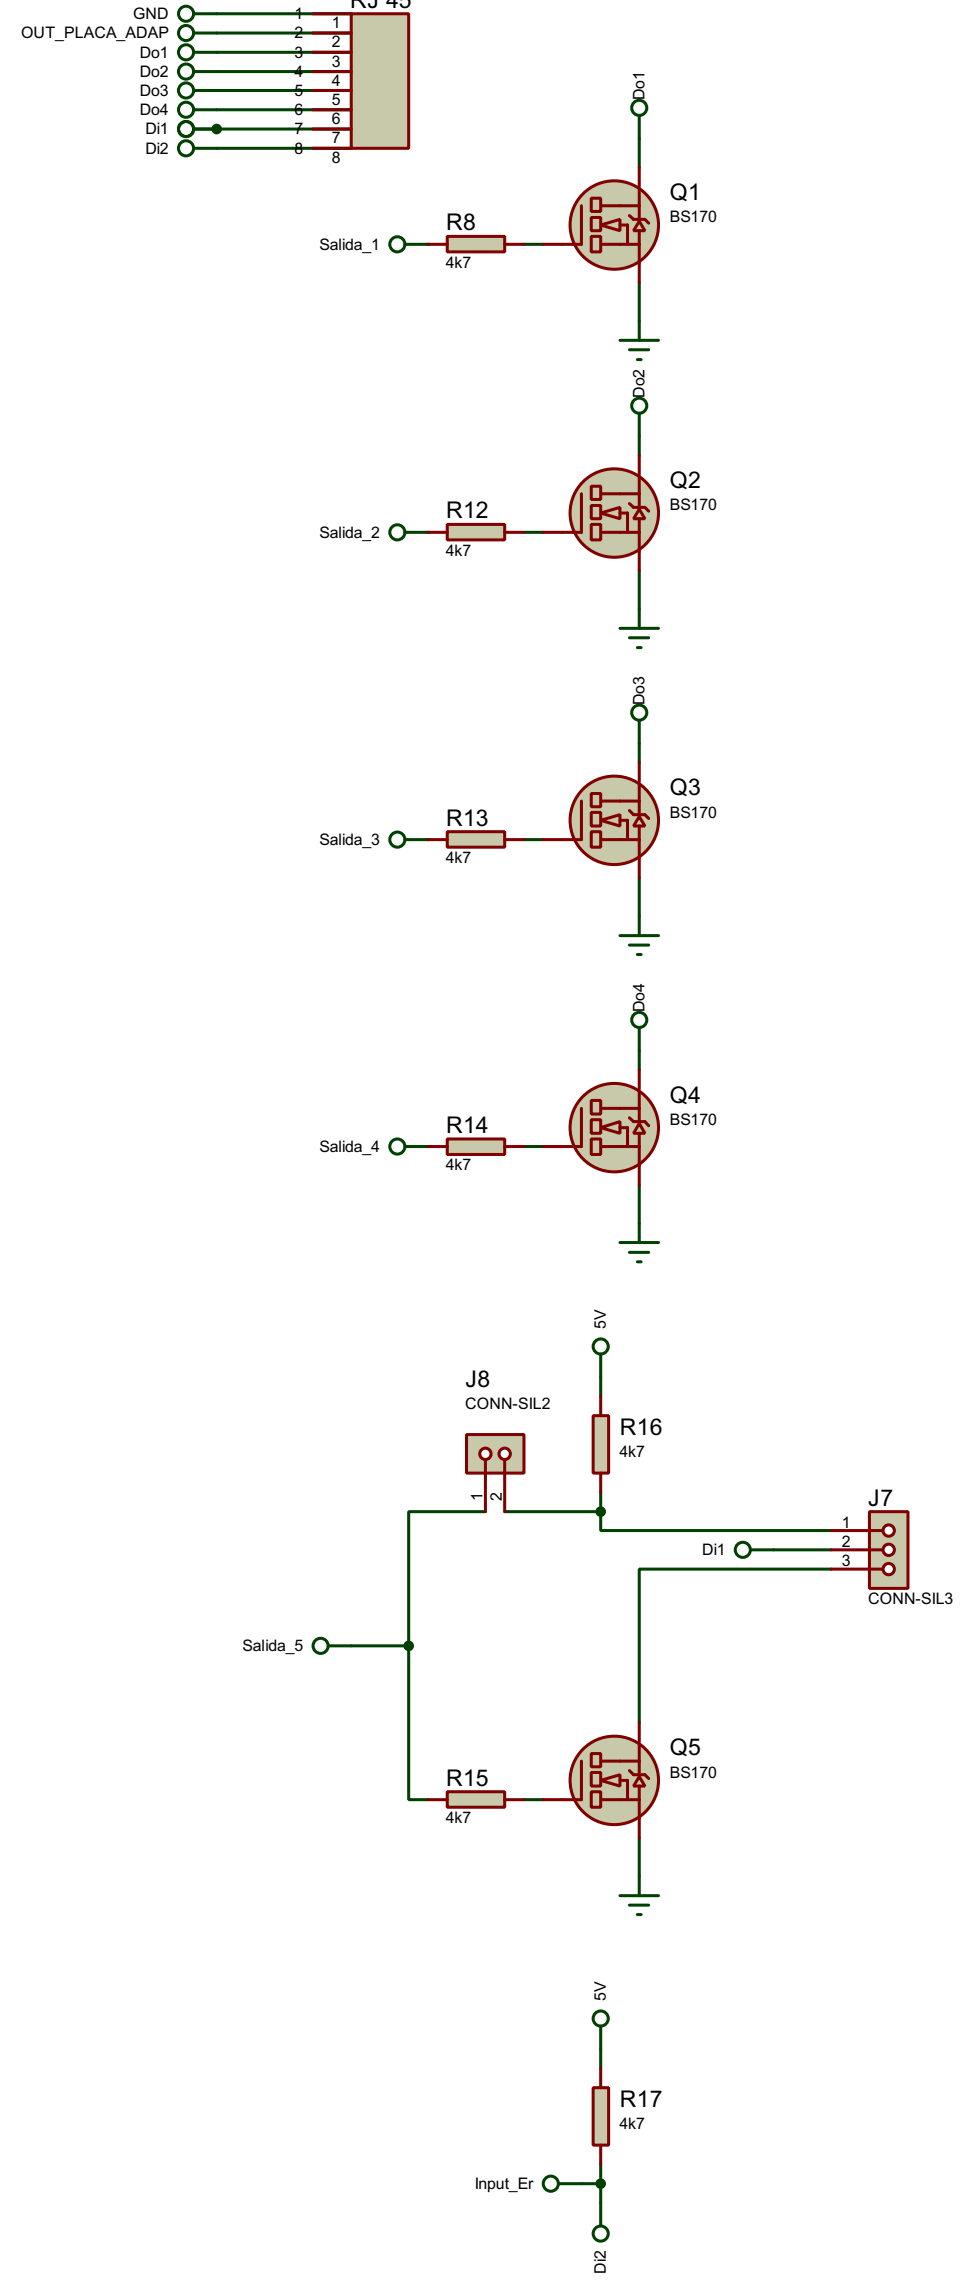 RJ 45
GND 1 1
OUT_PLACA_ADAP 2 2
Do1 3 3
Do2 4 4
Do3 5 5
Do4 6 6
Di1 7 7
Di2 8 8
Do1
Q1
BS170
R8
4k7
Salida_1
Do2
Q2
BS170
R12
4k7
Salida_2
Do3
Q3
BS170
R13
4k7
Salida_3
Do4
Q4
BS170
R14
4k7
Salida_4
5V
J8
CONN-SIL2
1 2
R16
4k7
J7
1
2
3
Di1
CONN-SIL3
Salida_5
Q5
BS170
R15
4k7
5V
R17
4k7
Input_Er
Di2